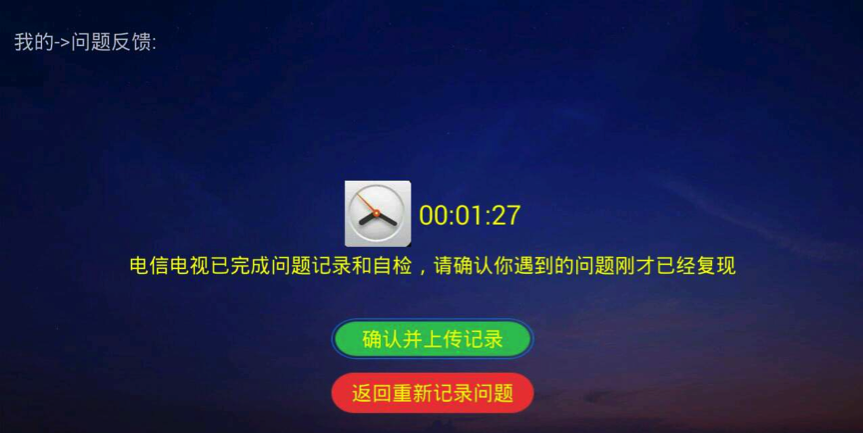 我的->问题反馈:
00:01:27
电信电视已完成问题记录和自检，请确认你遇到的问题刚才已经复现
确认并上传记录
返回重新记录问题